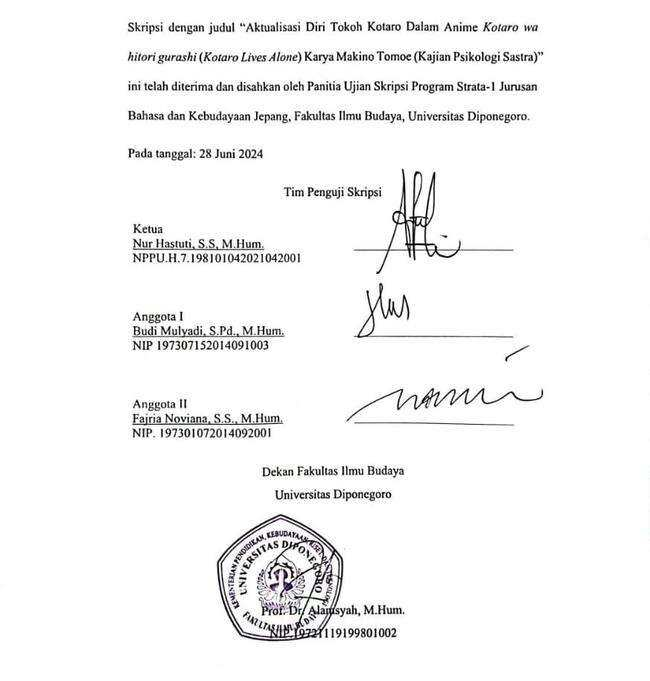 Skripsi dengan judul “Aktualisasi Diri Tokoh Kotaro Dalam Anime Kotaro wa
hitori gurashi (Kotaro Lives Alone) Karya Makino Tomoe (Kajian Psikologi Sastra)”
ini telah diterima dan disahkan oleh Panitia Ujian Skripsi Program Strata-1 Jurusan
Bahasa dan Kebudayaan Jepang, Fakultas Ilmu Budaya, Universitas Diponegoro.
Pada tanggal: 28 Juni 2024
Tim Penguji Skripsi
Ketua
Nur Hastuti, S.S, M.Hum.
NPPU.H.7.198101042021042001
Anggota I
Budi Mulyadi, S.Pd., M.Hum.
NIP 197307152014091003
Anggota II
Fajria Noviana, S.S., M.Hum.
NIP. 197301072014092001
Dekan Fakultas Ilmu Budaya
Universitas Diponegoro
KEMENTERIAN PENDIDIKAN, KEBUDAYAAN,
UNIVERSITAS DIPONEGORO
FAKULTAS ILMU BUDAYA
Prof. Dr. Alamsyah, M.Hum.
NIP.197211119199801002